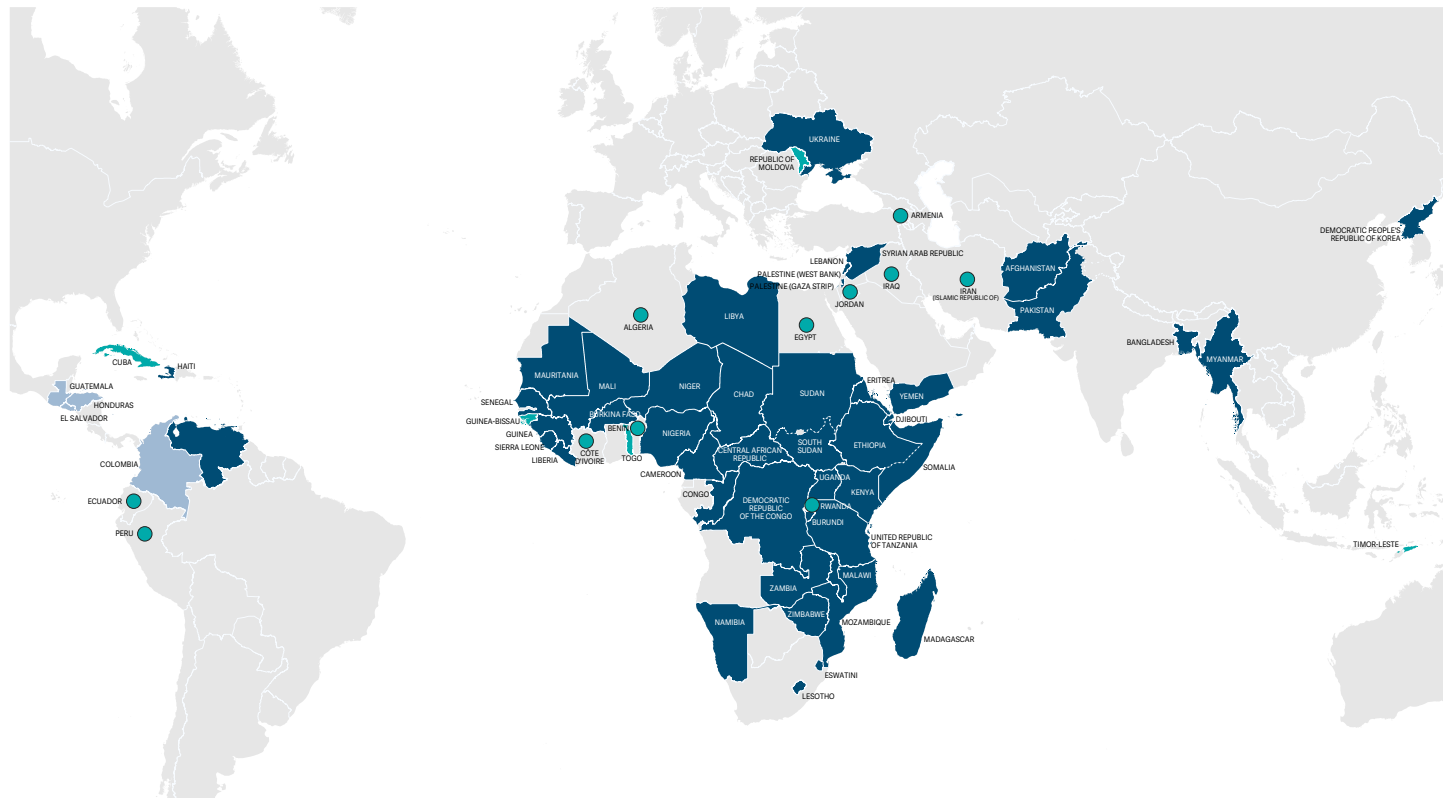 UKRAINE
REPUBLIC OF
MOLDOVA
ARMENIA
DEMOCRATIC PEOPLE'S
REPUBLIC OF KOREA
LEBANON
SYRIAN ARAB REPUBLIC
PALESTINE (WEST BANK)
PALESTINE (GAZA STRIP)
IRAQ
JORDAN
IRAN
(ISLAMIC REPUBLIC OF)
AFGHANISTAN
PAKISTAN
ALGERIA
LIBYA
EGYPT
BANGLADESH
MYANMAR
CUBA
HAITI
GUATEMALA
HONDURAS
EL SALVADOR
COLOMBIA
ECUADOR
PERU
MAURITANIA
MALI
NIGER
CHAD
SUDAN
ERITREA
YEMEN
SENEGAL
GUINEA-BISSAU
GUINEA
SIERRA LEONE
LIBERIA
BURKINA FASO
BENIN
CÔTE
D'IVOIRE
TOGO
NIGERIA
CAMEROON
CENTRAL AFRICAN
REPUBLIC
SOUTH
SUDAN
ETHIOPIA
DJIBOUTI
SOMALIA
CONGO
DEMOCRATIC
REPUBLIC
OF THE CONGO
UGANDA
KENYA
RWANDA
BURUNDI
UNITED REPUBLIC
OF TANZANIA
TIMOR-LESTE
MALAWI
ZAMBIA
ZIMBABWE
MOZAMBIQUE
NAMIBIA
MADAGASCAR
ESWATINI
LESOTHO